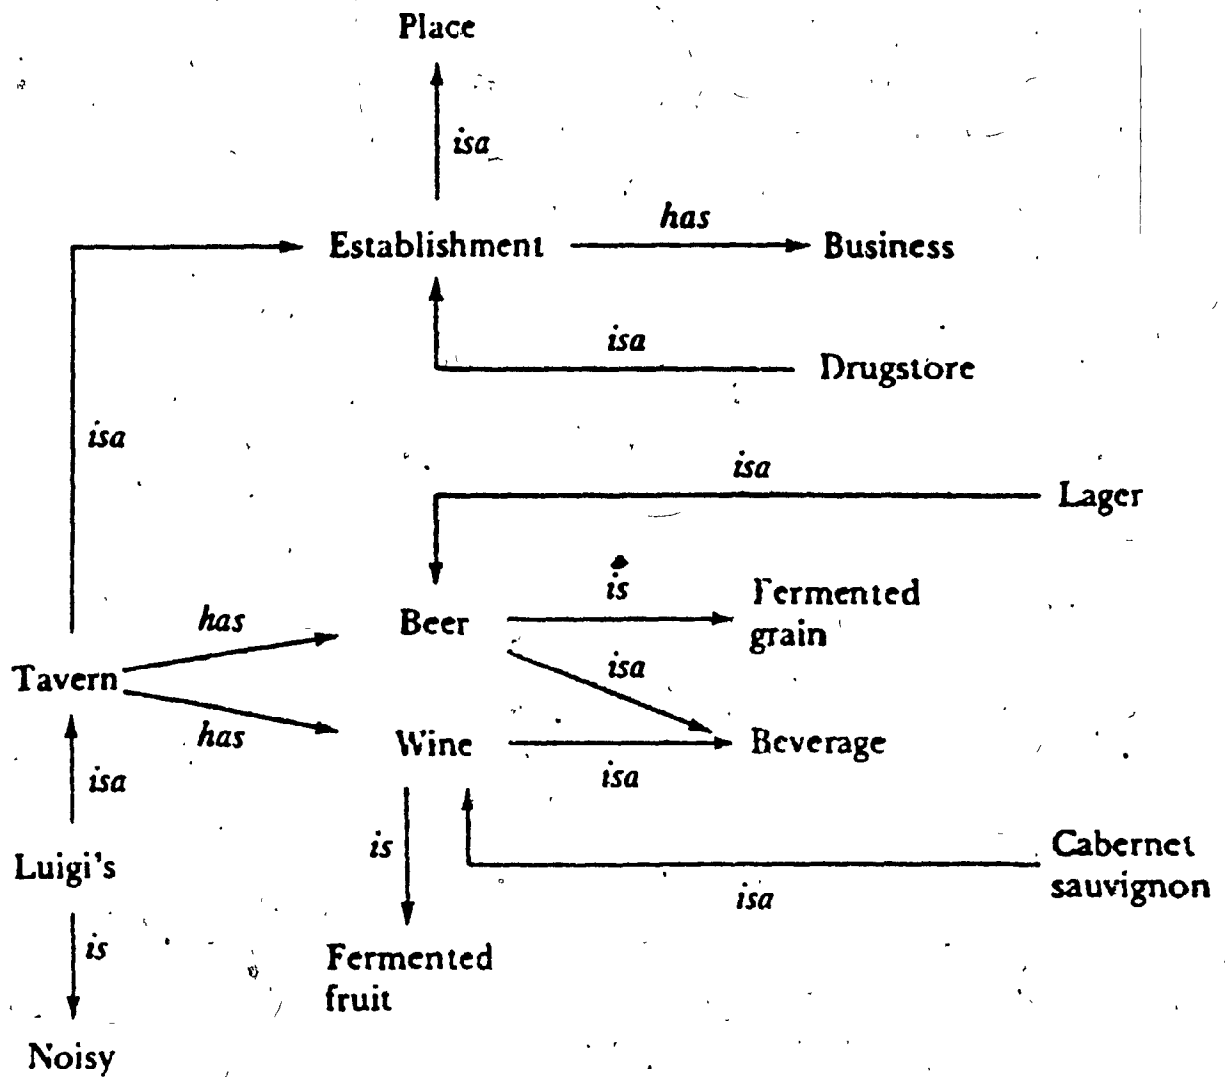 Place
isa
has
Establishment
Business
isa
Drugstore
isa
isa
Lager
is
Fermented
grain
has
Beer
isa
Tavern
has
Wine
Beverage
isa
isa
is
Luigi's
Cabernet
sauvignon
isa
is
Fermented
fruit
Noisy